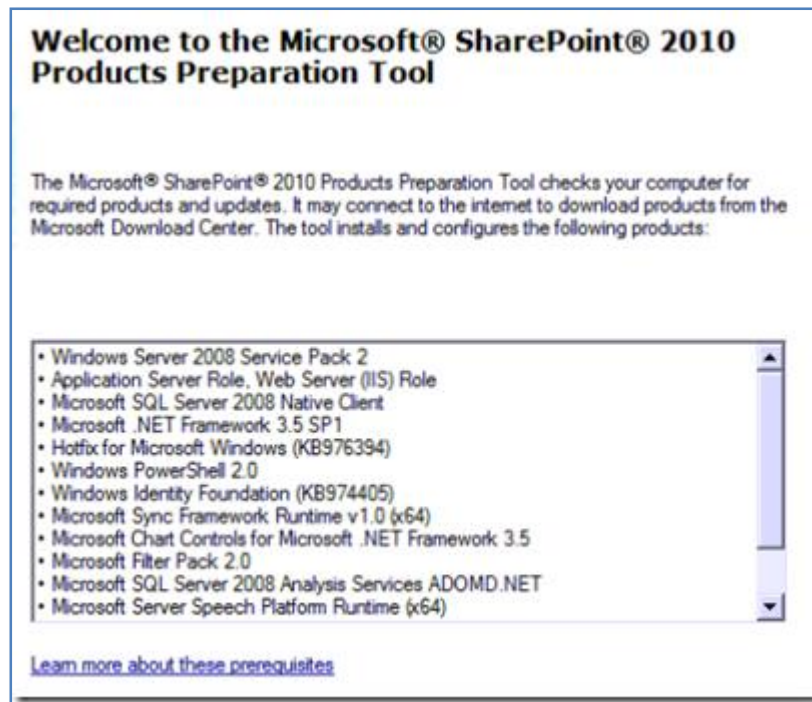 Welcome to the Microsoft® SharePoint® 2010
Products Preparation Tool
The Microsoft® SharePoint® 2010 Products Preparation Tool checks your computer for
required products and updates. It may connect to the internet to download products from the
Microsoft Download Center. The tool installs and configures the following products:
• Windows Server 2008 Service Pack 2
• Application Server Role, Web Server (IIS) Role
• Microsoft SQL Server 2008 Native Client
• Microsoft .NET Framework 3.5 SP1
• Hotfix for Microsoft Windows (KB976394)
• Windows PowerShell 2.0
• Windows Identity Foundation (KB974405)
• Microsoft Sync Framework Runtime v1.0 (x64)
• Microsoft Chart Controls for Microsoft .NET Framework 3.5
• Microsoft Filter Pack 2.0
• Microsoft SQL Server 2008 Analysis Services ADOMD.NET
• Microsoft Server Speech Platform Runtime (x64)
Learn more about these prerequisites